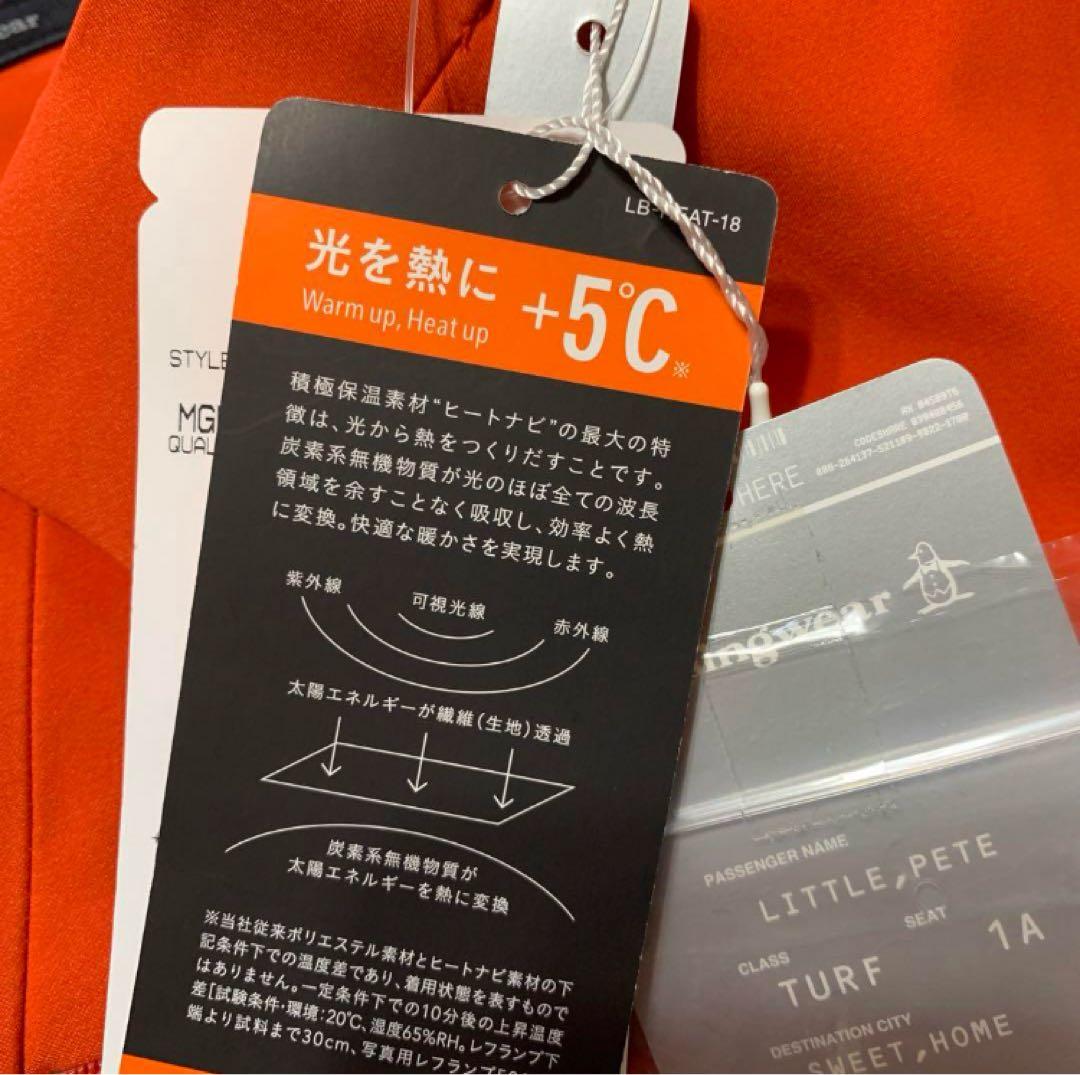 ear
LB-HEAT-18
光を熱に +5℃※
Warm up, Heat up
積極保温素材“ヒートナビ”の最大の特
徴は、光から熱をつくりだすことです。
炭素系無機物質が光のほぼ全ての波長
領域を余すことなく吸収し、効率よく熱
に変換。快適な暖かさを実現します。
紫外線
可視光線
赤外線
太陽エネルギーが繊維(生地)透過
炭素系無機物質が
太陽エネルギーを熱に変換
※当社従来ポリエステル素材とヒートナビ素材の下
記条件下での温度差であり、着用状態を表すもので
はありません。一定条件下での10分後の上昇温度
差[試験条件・環境:20℃、湿度65%RH。レフランプ下
端より試料まで30cm、写真用レフランプ
STYLE
MG
QUAL
RX 0458975
CODESHARE 030408456
HERE
ngwear
PASSENGER NAME
LITTLE,PETE
SEAT
1A
CLASS
TURF
DESTINATION CITY
SWEET,HOME